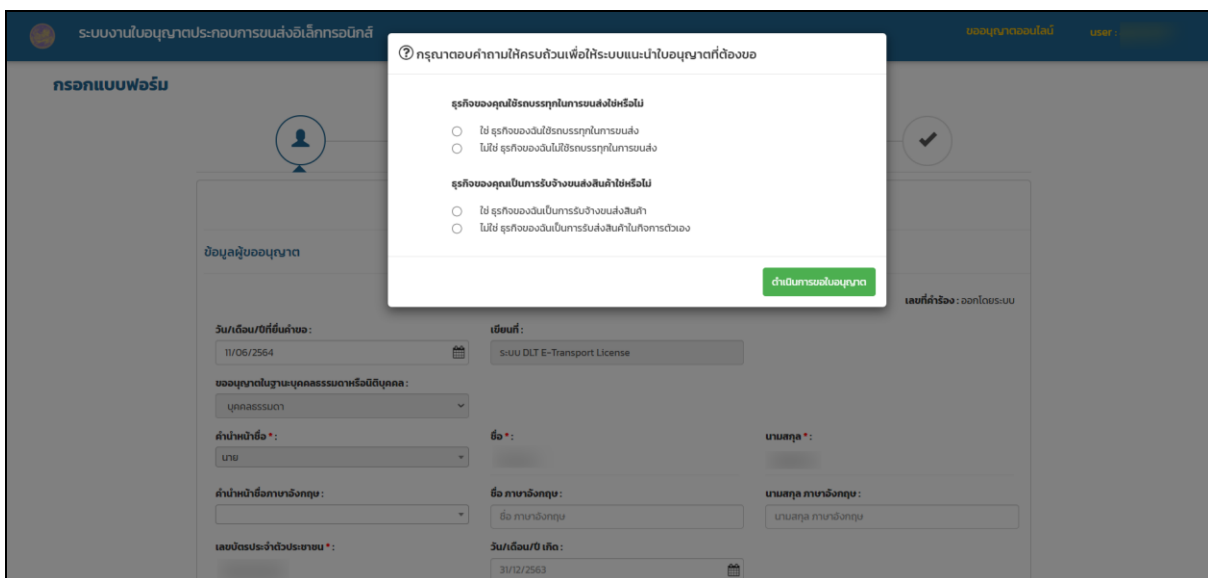 ระบบงานใบอนุญาตประกอบการขนส่งอิเล็กทรอนิกส์
ขออนุญาตออนไลน์
user :
กรุณาตอบคำถามให้ครบถ้วนเพื่อให้ระบบแนะนำใบอนุญาตที่ต้องขอ
กรอกแบบฟอร์ม
ธุรกิจของคุณใช้รถบรรทุกในการขนส่งใช่หรือไม่
ใช่ ธุรกิจของฉันใช้รถบรรทุกในการขนส่ง
ไม่ใช่ ธุรกิจของฉันไม่ใช้รถบรรทุกในการขนส่ง
ธุรกิจของคุณเป็นการรับจ้างขนส่งสินค้าใช่หรือไม่
ใช่ ธุรกิจของฉันเป็นการรับจ้างขนส่งสินค้า
ไม่ใช่ ธุรกิจของฉันเป็นการรับส่งสินค้าในกิจการตัวเอง
ดำเนินการขอใบอนุญาต
ข้อมูลผู้ขออนุญาต
เลขที่คำร้อง : ออกโดยระบบ
วัน/เดือน/ปีที่ยื่นคำขอ : เขียนที่ :
11/06/2564 ระบบ DLT E-Transport License
ขออนุญาตในฐานะบุคคลธรรมดาหรือนิติบุคคล :
บุคคลธรรมดา
คำนำหน้าชื่อ * : ชื่อ * : นามสกุล * :
นาย
คำนำหน้าชื่อภาษาอังกฤษ : ชื่อ ภาษาอังกฤษ : นามสกุล ภาษาอังกฤษ :
ชื่อ ภาษาอังกฤษ นามสกุล ภาษาอังกฤษ
เลขบัตรประจำตัวประชาชน * : วัน/เดือน/ปี เกิด :
31/12/2563